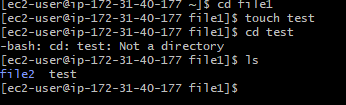 [ec2-user@ip-172-31-40-177 ~]$ cd file1
[ec2-user@ip-172-31-40-177 file1]$ touch test
[ec2-user@ip-172-31-40-177 file1]$ cd test
-bash: cd: test: Not a directory
[ec2-user@ip-172-31-40-177 file1]$ ls
file2  test
[ec2-user@ip-172-31-40-177 file1]$